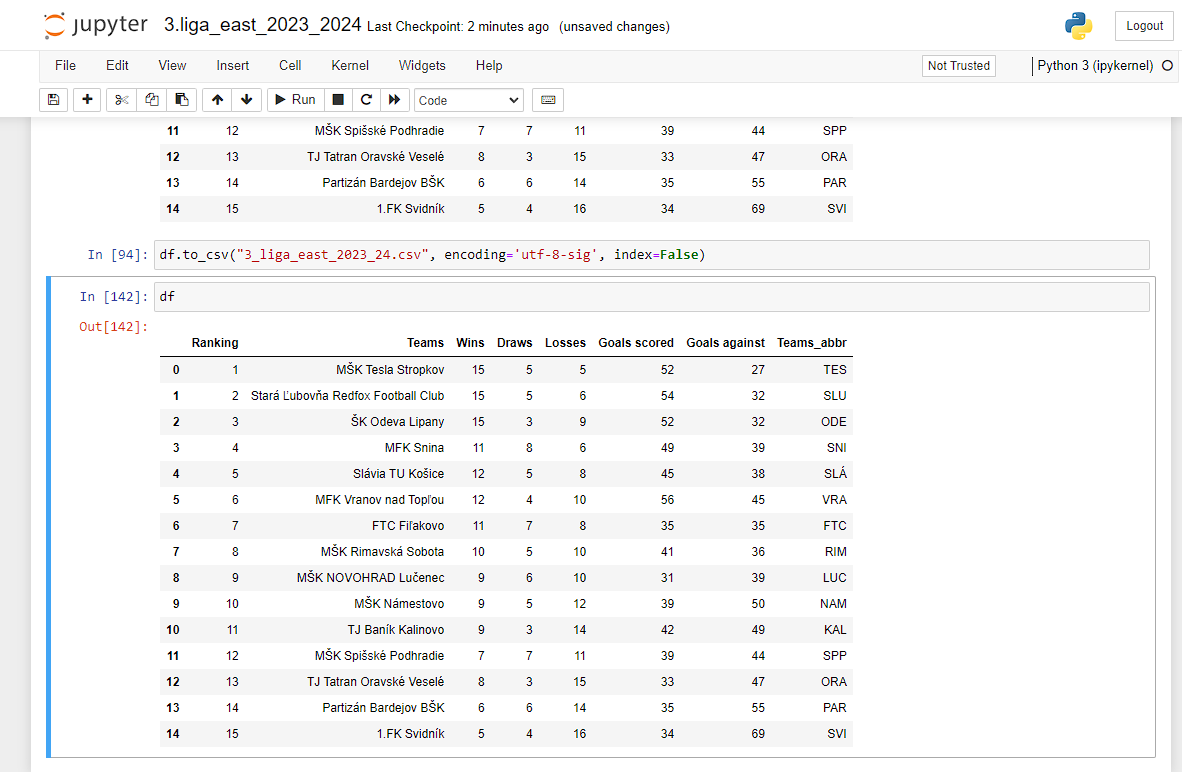 jupyter 3.liga_east_2023_2024 Last Checkpoint: 2 minutes ago (unsaved changes) Logout
File Edit View Insert Cell Kernel Widgets Help Not Trusted Python 3 (ipykernel)
Run Code
11 12 MŠK Spišské Podhradie 7 7 11 39 44 SPP
12 13 TJ Tatran Oravské Veselé 8 3 15 33 47 ORA
13 14 Partizán Bardejov BŠK 6 6 14 35 55 PAR
14 15 1.FK Svidník 5 4 16 34 69 SVI
In [94]: df.to_csv("3_liga_east_2023_24.csv", encoding='utf-8-sig', index=False)
In [142]: df
Out[142]:
Ranking Teams Wins Draws Losses Goals scored Goals against Teams_abbr
0 1 MŠK Tesla Stropkov 15 5 5 52 27 TES
1 2 Stará Ľubovňa Redfox Football Club 15 5 6 54 32 SLU
2 3 ŠK Odeva Lipany 15 3 9 52 32 ODE
3 4 MFK Snina 11 8 6 49 39 SNI
4 5 Slávia TU Košice 12 5 8 45 38 SLÁ
5 6 MFK Vranov nad Topľou 12 4 10 56 45 VRA
6 7 FTC Fiľakovo 11 7 8 35 35 FTC
7 8 MŠK Rimavská Sobota 10 5 10 41 36 RIM
8 9 MŠK NOVOHRAD Lučenec 9 6 10 31 39 LUC
9 10 MŠK Námestovo 9 5 12 39 50 NAM
10 11 TJ Baník Kalinovo 9 3 14 42 49 KAL
11 12 MŠK Spišské Podhradie 7 7 11 39 44 SPP
12 13 TJ Tatran Oravské Veselé 8 3 15 33 47 ORA
13 14 Partizán Bardejov BŠK 6 6 14 35 55 PAR
14 15 1.FK Svidník 5 4 16 34 69 SVI